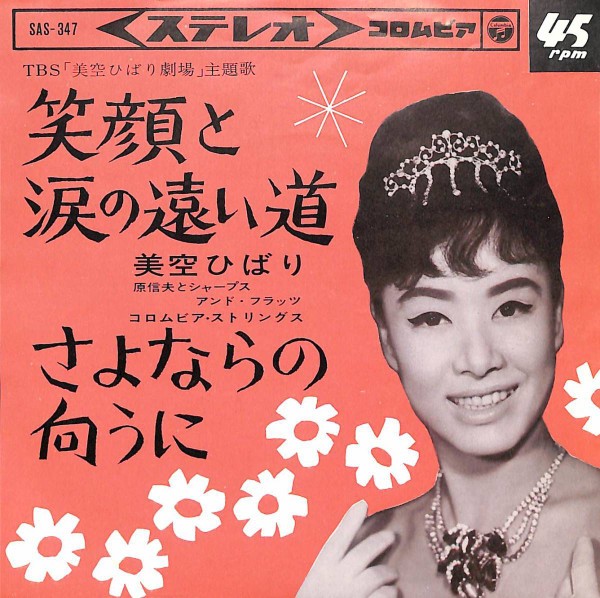 SAS-347
ステレオ
コロムビア
Columbia
45
rpm
TBS「美空ひばり劇場」主題歌
笑顔と
涙の遠い道
美空ひばり
原信夫とシャープス
アンド・フラッツ
コロムビア・ストリングス
さよならの
向うに